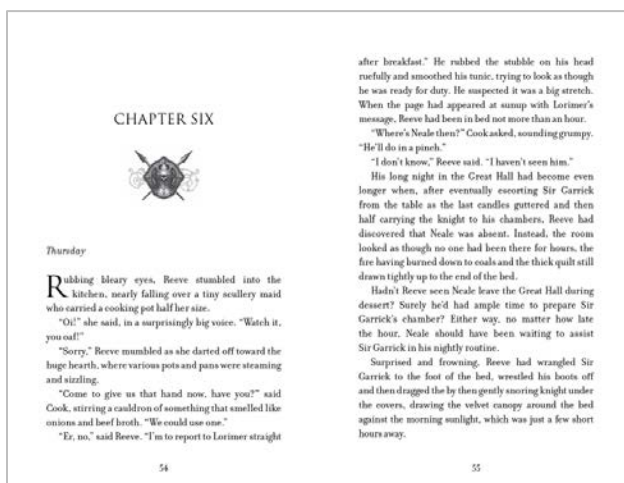 CHAPTER SIX
Thursday
Rubbing bleary eyes, Reeve stumbled into the
kitchen, nearly falling over a tiny scullery maid
who carried a cooking pot half her size.
“Oi!” she said, in a surprisingly big voice. “Watch it,
you oaf!”
“Sorry,” Reeve mumbled as she darted off toward the
huge hearth, where various pots and pans were steaming
and sizzling.
“Come to give us that hand now, have you?” said
Cook, stirring a cauldron of something that smelled like
onions and beef broth. “We could use one.”
“Er, no,” said Reeve. “I’m to report to Lorimer straight
54
after breakfast.” He rubbed the stubble on his head
ruefully and smoothed his tunic, trying to look as though
he was ready for duty. He suspected it was a big stretch.
When the page had appeared at sunup with Lorimer’s
message, Reeve had been in bed not more than an hour.
“Where’s Neale then?” Cook asked, sounding grumpy.
“He’ll do in a pinch.”
“I don’t know,” Reeve said. “I haven’t seen him.”
His long night in the Great Hall had become even
longer when, after eventually escorting Sir Garrick
from the table as the last candles guttered and then
half carrying the knight to his chambers, Reeve had
discovered that Neale was absent. Instead, the room
looked as though no one had been there for hours, the
fire having burned down to coals and the thick quilt still
drawn tightly up to the end of the bed.
Hadn’t Reeve seen Neale leave the Great Hall during
dessert? Surely he’d had ample time to prepare Sir
Garrick’s chamber? Either way, no matter how late
the hour, Neale should have been waiting to assist
Sir Garrick in his nightly routine.
Surprised and frowning, Reeve had wrangled Sir
Garrick to the foot of the bed, wrestled his boots off
and then dragged the by then gently snoring knight under
the covers, drawing the velvet canopy around the bed
against the morning sunlight, which was just a few short
hours away.
55